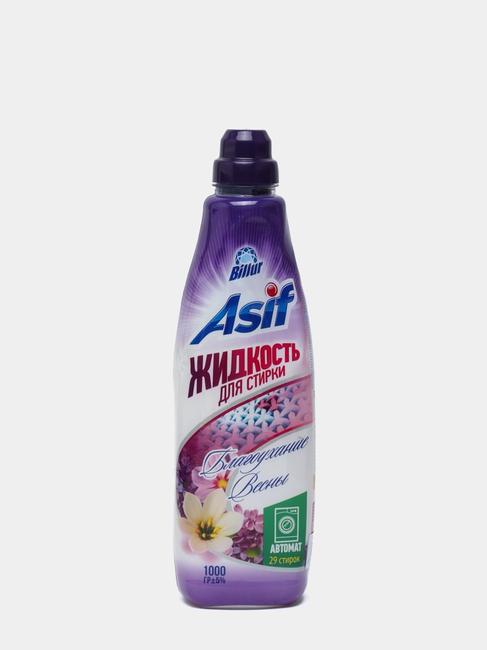 Billur
Asif
ЖИДКОСТЬ
ДЛЯ СТИРКИ
Благоухание
Весны
АВТОМАТ
29 стирок
1000
ГР±5%